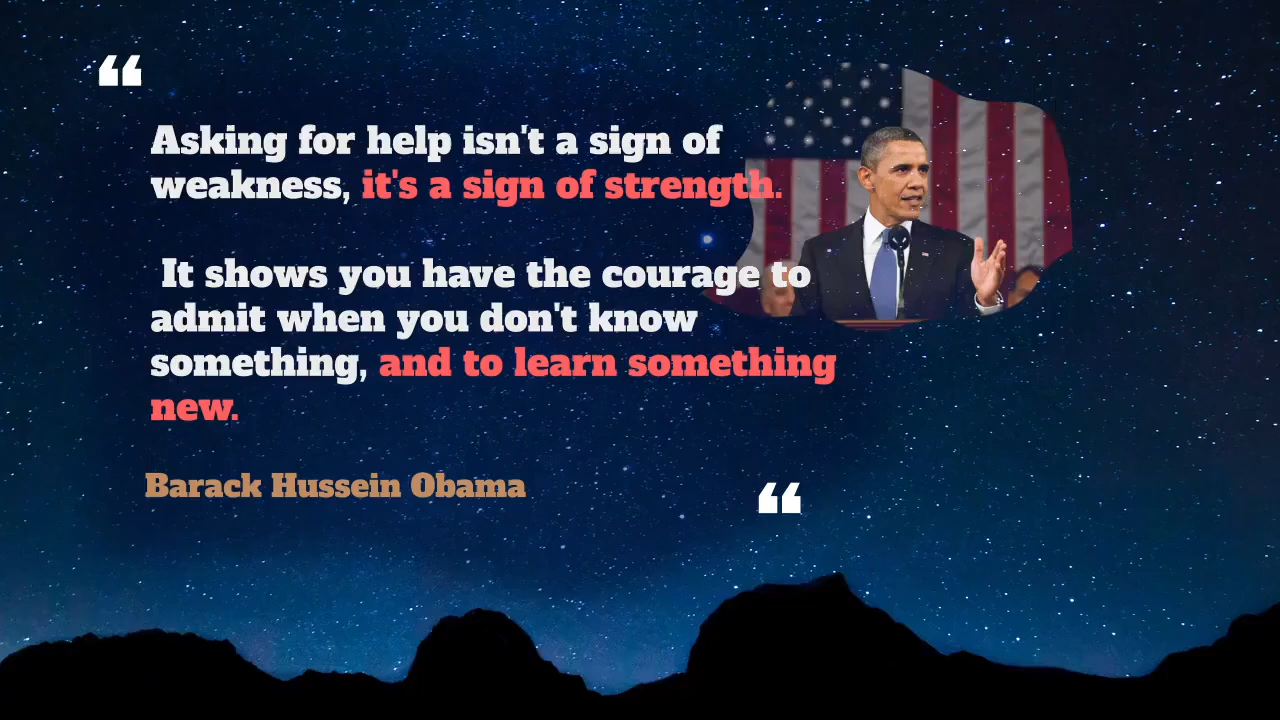 ❝
Asking for help isn't a sign of
weakness, it's a sign of strength.
It shows you have the courage to
admit when you don't know
something, and to learn something
new.
Barack Hussein Obama
❝